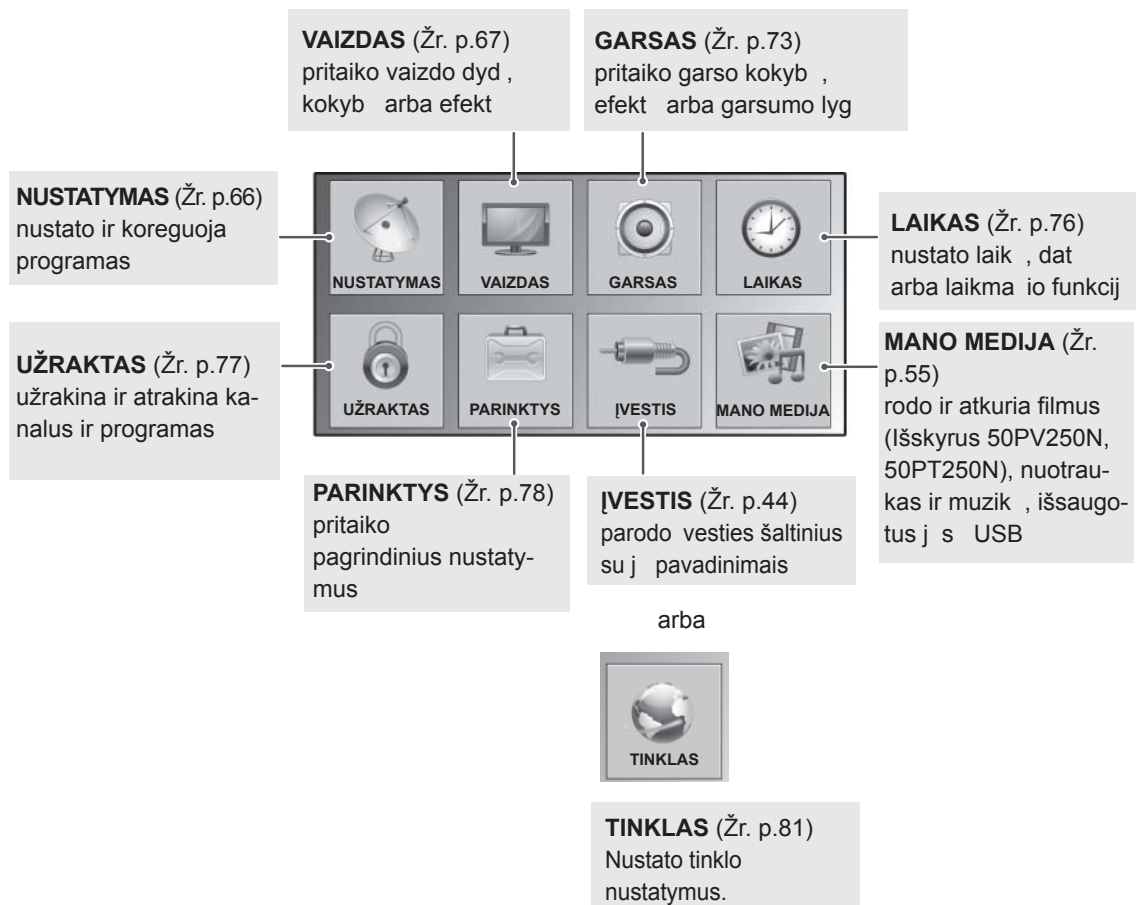 VAIZDAS (Žr. p.67)
pritaiko vaizdo dyd ,
kokyb arba efekt
GARSAS (Žr. p.73)
pritaiko garso kokyb ,
efekt arba garsumo lyg
NUSTATYMAS (Žr. p.66)
nustato ir koreguoja
programas
NUSTATYMAS
VAIZDAS
GARSAS
LAIKAS
LAIKAS (Žr. p.76)
nustato laik , dat
arba laikma io funkcij
UŽRAKTAS (Žr. p.77)
užrakina ir atrakina ka-
nalus ir programas
UŽRAKTAS
PARINKTYS
ĮVESTIS
MANO MEDIJA
MANO MEDIJA (Žr.
p.55)
rodo ir atkuria filmus
(Išskyrus 50PV250N,
50PT250N), nuotrau-
kas ir muzik , išsaugo-
tus j s USB
PARINKTYS (Žr. p.78)
pritaiko
pagrindinius nustaty-
mus
ĮVESTIS (Žr. p.44)
parodo vesties šaltinius
su j pavadinimais
arba
TINKLAS
TINKLAS (Žr. p.81)
Nustato tinklo
nustatymus.